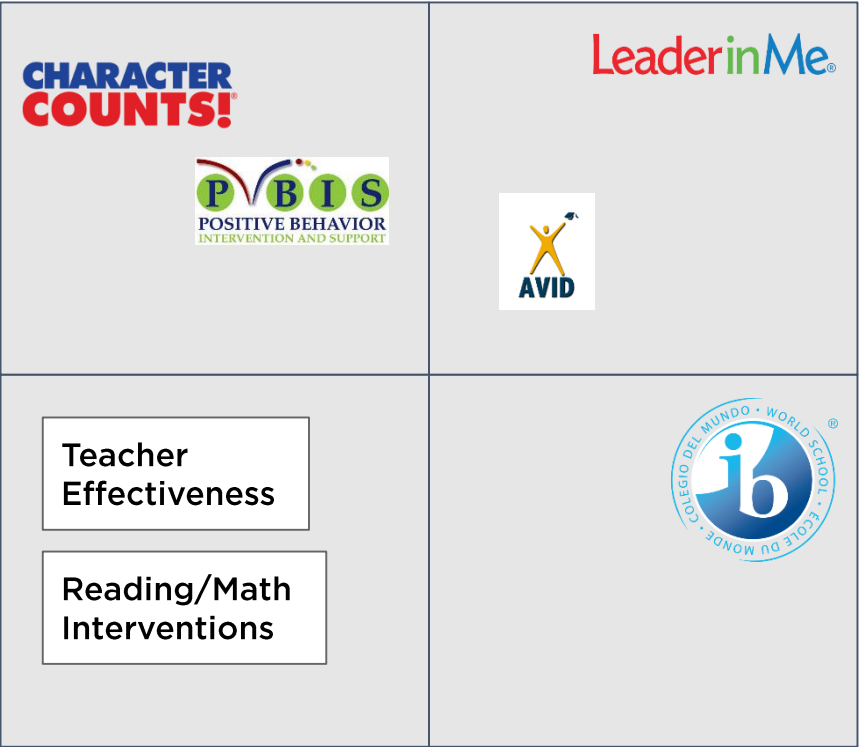 CHARACTER
COUNTS!®
LeaderinMe®
P BIS
POSITIVE BEHAVIOR
INTERVENTION AND SUPPORT
AVID
Teacher
Effectiveness
Reading/Math
Interventions
COLEGIO DEL MUNDO • WORLD SCHOOL • ÉCOLE DU MONDE •
ib
®